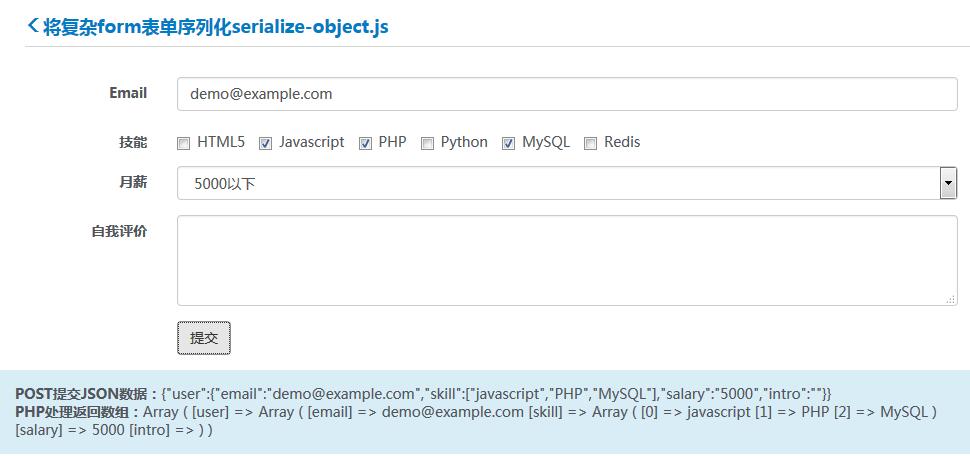 将复杂form表单序列化serialize-object.js
Email
demo@example.com
技能
HTML5 Javascript PHP Python MySQL Redis
月薪
5000以下
自我评价
提交
POST提交JSON数据：{"user":{"email":"demo@example.com","skill":["javascript","PHP","MySQL"],"salary":"5000","intro":""}}
PHP处理返回数组：Array ( [user] => Array ( [email] => demo@example.com [skill] => Array ( [0] => javascript [1] => PHP [2] => MySQL )
[salary] => 5000 [intro] => ) )